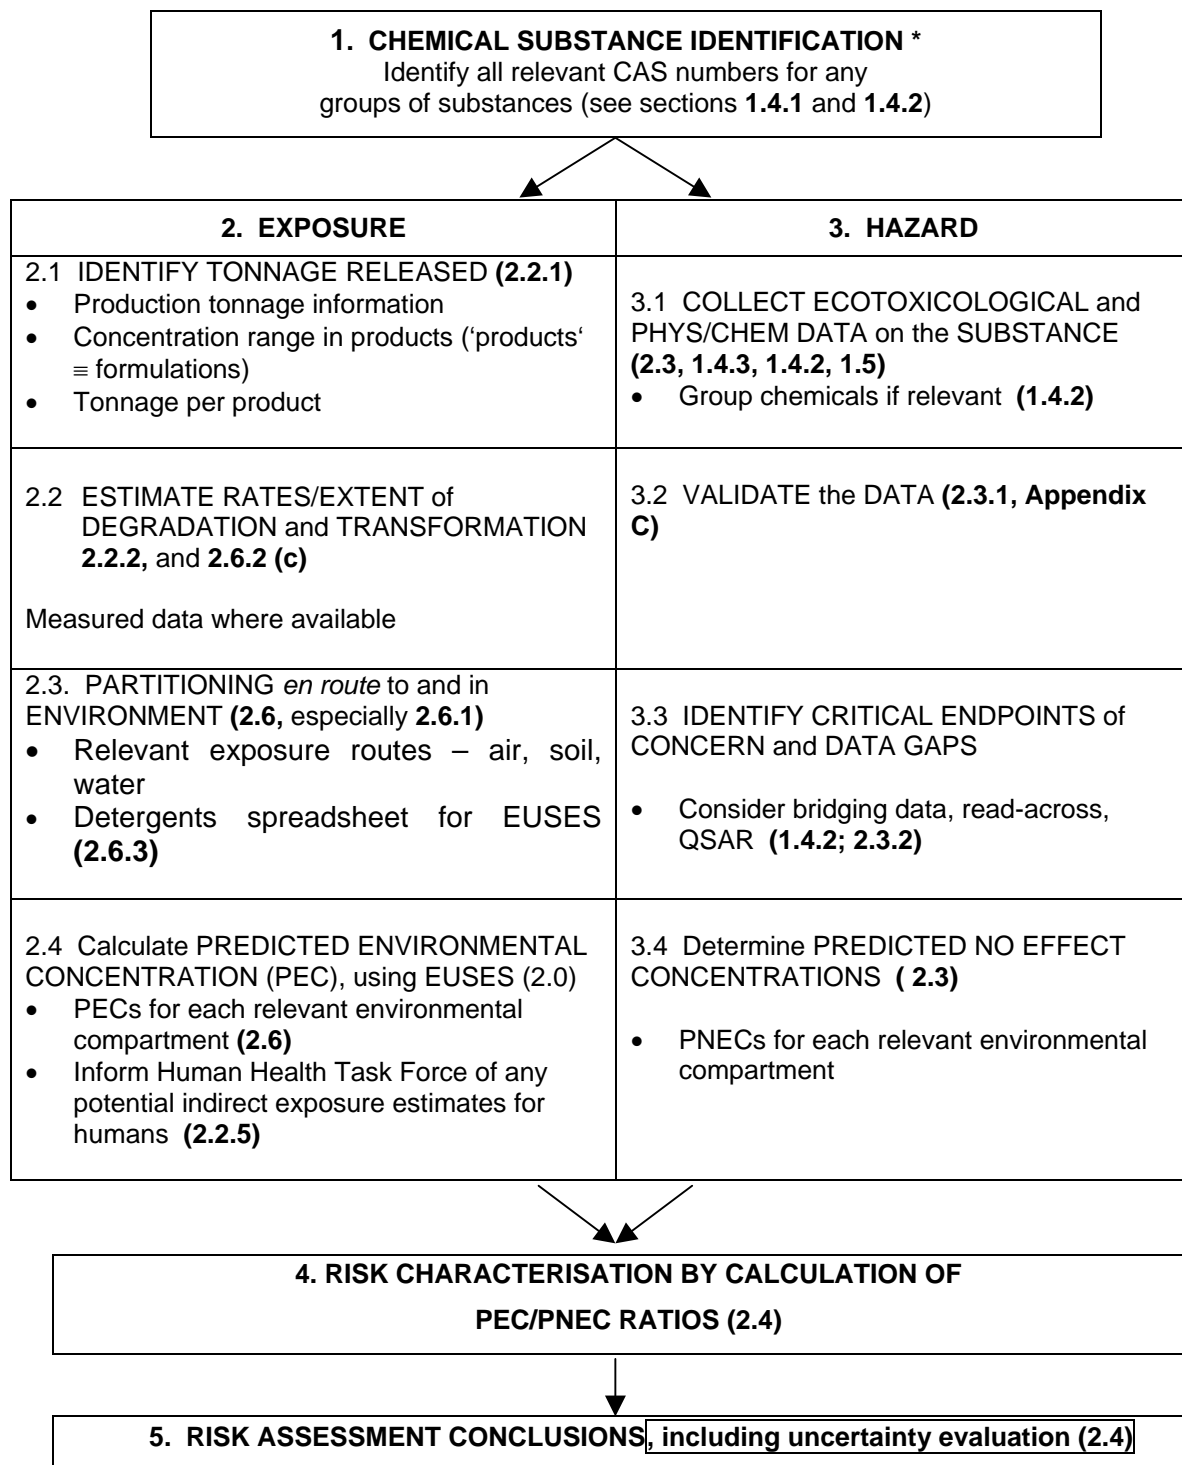 1. CHEMICAL SUBSTANCE IDENTIFICATION *
Identify all relevant CAS numbers for any
groups of substances (see sections 1.4.1 and 1.4.2)
2. EXPOSURE
2.1 IDENTIFY TONNAGE RELEASED (2.2.1)
• Production tonnage information
• Concentration range in products (‘products‘
≡ formulations)
• Tonnage per product
2.2 ESTIMATE RATES/EXTENT of
DEGRADATION and TRANSFORMATION
2.2.2, and 2.6.2 (c)
Measured data where available
2.3. PARTITIONING en route to and in
ENVIRONMENT (2.6, especially 2.6.1)
• Relevant exposure routes – air, soil,
water
• Detergents spreadsheet for EUSES
(2.6.3)
2.4 Calculate PREDICTED ENVIRONMENTAL
CONCENTRATION (PEC), using EUSES (2.0)
• PECs for each relevant environmental
compartment (2.6)
• Inform Human Health Task Force of any
potential indirect exposure estimates for
humans (2.2.5)
3. HAZARD
3.1 COLLECT ECOTOXICOLOGICAL and
PHYS/CHEM DATA on the SUBSTANCE
(2.3, 1.4.3, 1.4.2, 1.5)
• Group chemicals if relevant (1.4.2)
3.2 VALIDATE the DATA (2.3.1, Appendix
C)
3.3 IDENTIFY CRITICAL ENDPOINTS of
CONCERN and DATA GAPS
• Consider bridging data, read-across,
QSAR (1.4.2; 2.3.2)
3.4 Determine PREDICTED NO EFFECT
CONCENTRATIONS ( 2.3)
• PNECs for each relevant environmental
compartment
4. RISK CHARACTERISATION BY CALCULATION OF
PEC/PNEC RATIOS (2.4)
5. RISK ASSESSMENT CONCLUSIONS, including uncertainty evaluation (2.4)